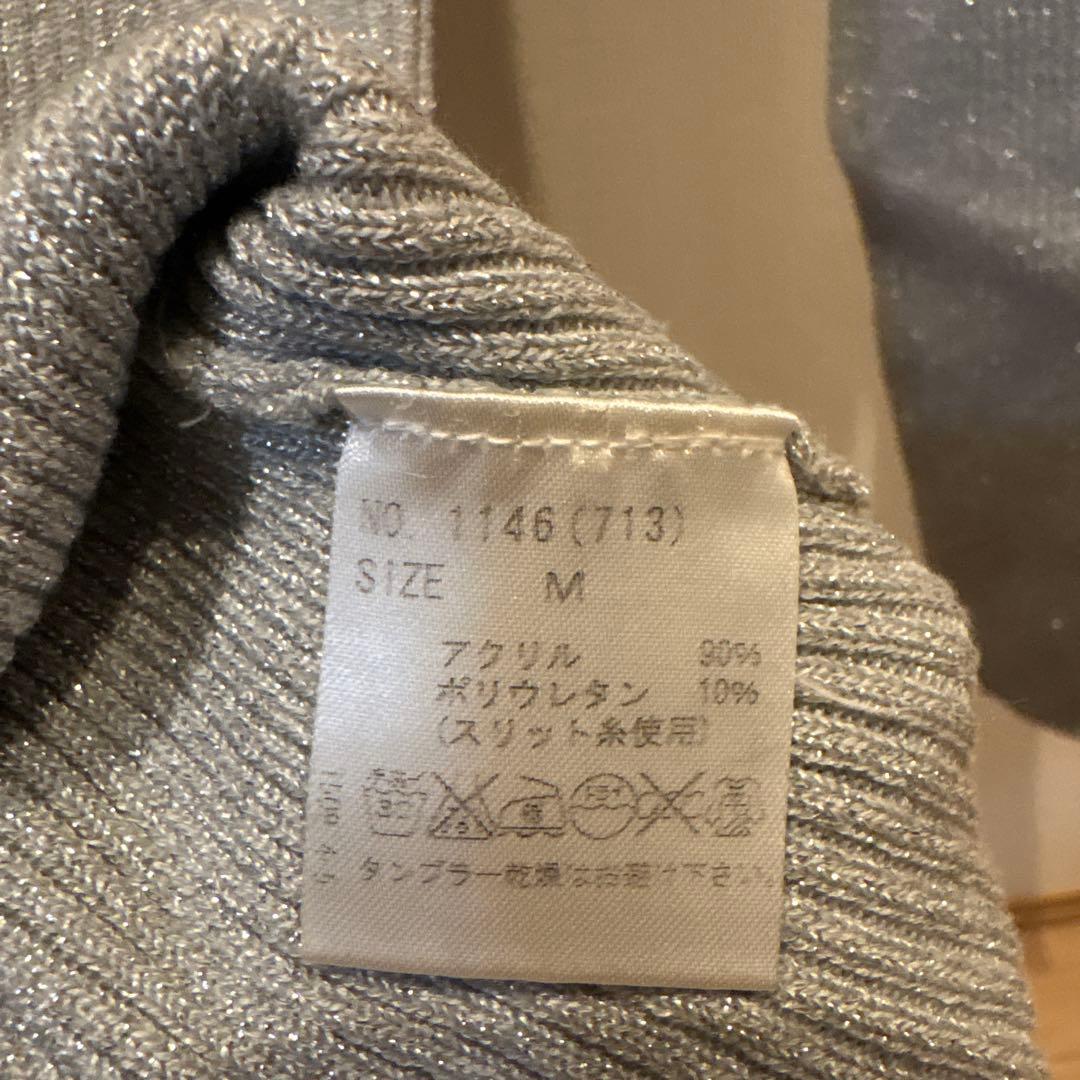 NO. 1146(713)
SIZE M
アクリル 90%
ポリウレタン 10%
(スリット糸使用)
タンブラー乾燥はお避け下さい